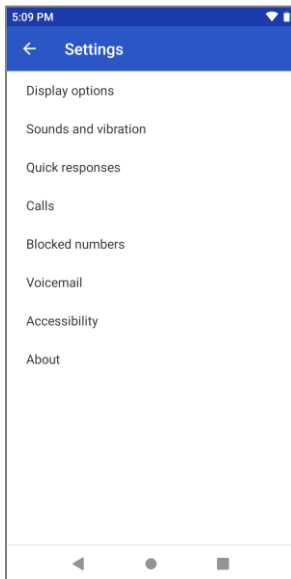 5:09 PM
Settings
Display options
Sounds and vibration
Quick responses
Calls
Blocked numbers
Voicemail
Accessibility
About